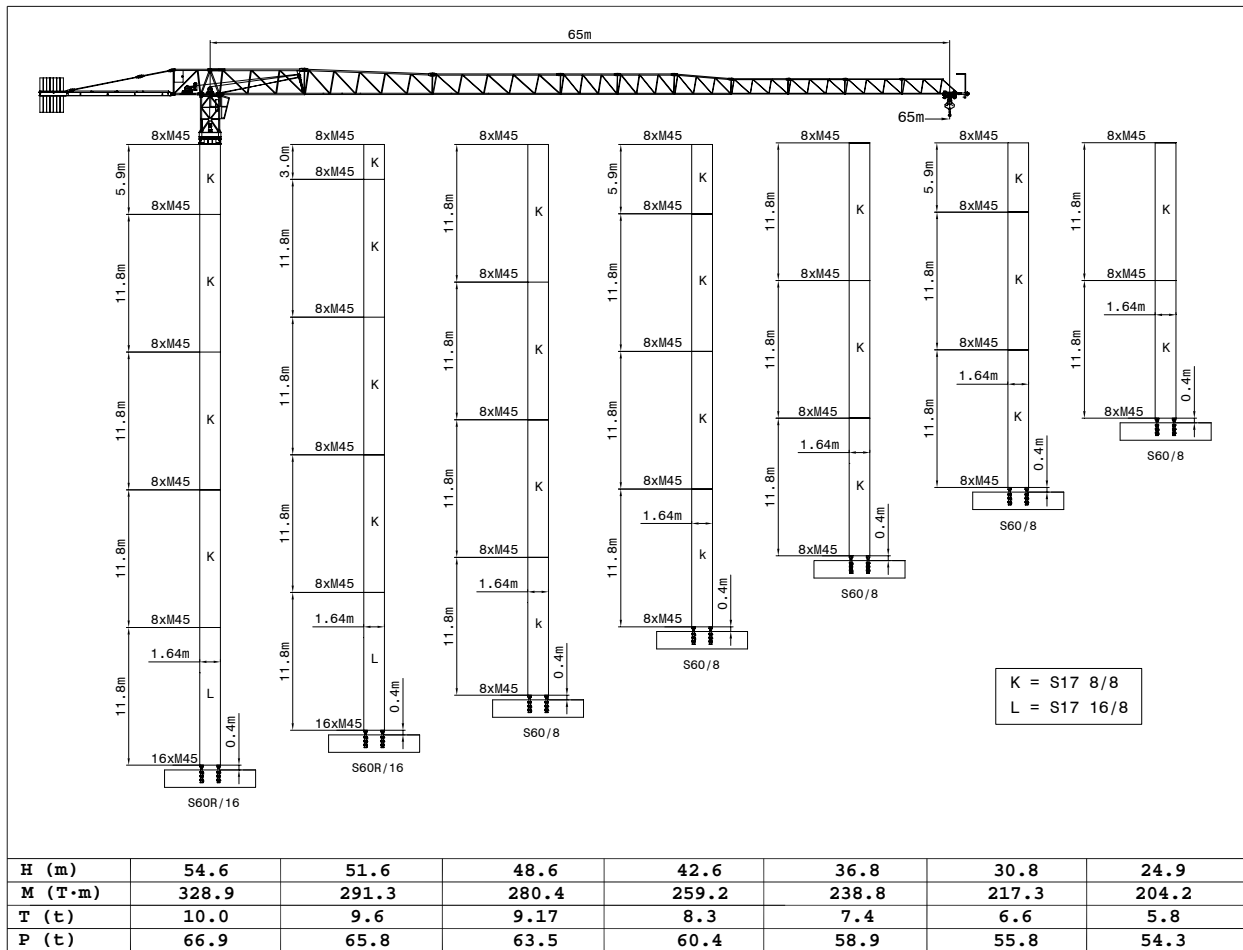 65m
65m
8xM45 8xM45 8xM45 8xM45 8xM45 8xM45 8xM45
5.9m K
8xM45
11.8m K
8xM45
11.8m K
8xM45
11.8m K
8xM45
1.64m
11.8m L
16xM45 0.4m
S60R/16
3.0m K
8xM45
11.8m K
8xM45
11.8m K
8xM45
11.8m K
8xM45
1.64m
11.8m L
16xM45 0.4m
S60R/16
11.8m K
8xM45
11.8m K
8xM45
11.8m K
8xM45
1.64m
11.8m k
8xM45 0.4m
S60/8
5.9m K
8xM45
11.8m K
8xM45
11.8m K
8xM45
1.64m
11.8m k
8xM45 0.4m
S60/8
11.8m K
8xM45
11.8m K
8xM45
1.64m
11.8m K
8xM45 0.4m
S60/8
5.9m K
8xM45
11.8m K
8xM45
1.64m
11.8m K
8xM45 0.4m
S60/8
11.8m K
8xM45
1.64m
11.8m K
8xM45 0.4m
S60/8
K = S17 8/8
L = S17 16/8
H (m) 54.6 51.6 48.6 42.6 36.8 30.8 24.9
M (T·m) 328.9 291.3 280.4 259.2 238.8 217.3 204.2
T (t) 10.0 9.6 9.17 8.3 7.4 6.6 5.8
P (t) 66.9 65.8 63.5 60.4 58.9 55.8 54.3